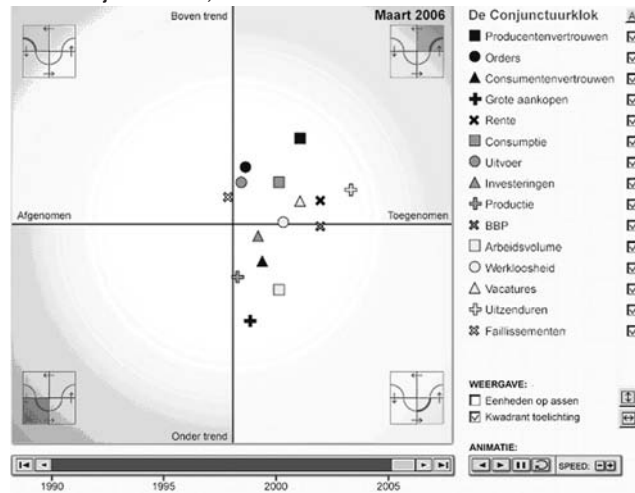 Boven trend
Maart 2006
Afgenomen
Toegenomen
Onder trend
1990
1995
2000
2005
De Conjunctuurklok
A
Producentenvertrouwen
Orders
Consumentenvertrouwen
Grote aankopen
Rente
Consumptie
Uitvoer
Investeringen
Productie
BBP
Arbeidsvolume
Werkloosheid
Vacatures
Uitzenduren
Faillissementen
WEERGAVE:
Eenheden op assen
Kwadrant toelichting
ANIMATIE:
SPEED: